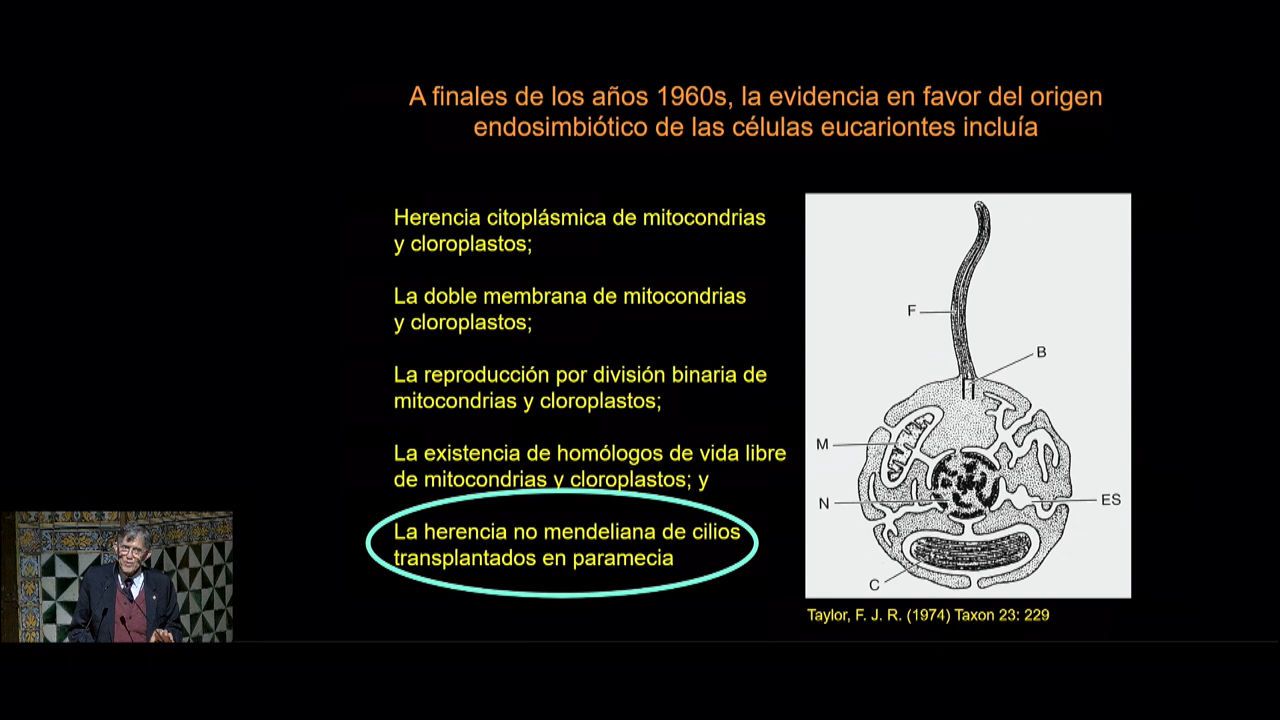 A finales de los años 1960s, la evidencia en favor del origen
endosimbiótico de las células eucariontes incluía
Herencia citoplásmica de mitocondrias
y cloroplastos;
La doble membrana de mitocondrias
y cloroplastos;
La reproducción por división binaria de
mitocondrias y cloroplastos;
La existencia de homólogos de vida libre
de mitocondrias y cloroplastos; y
La herencia no mendeliana de cilios
transplantados en paramecia
F
B
M
N
ES
C
Taylor, F. J. R. (1974) Taxon 23: 229